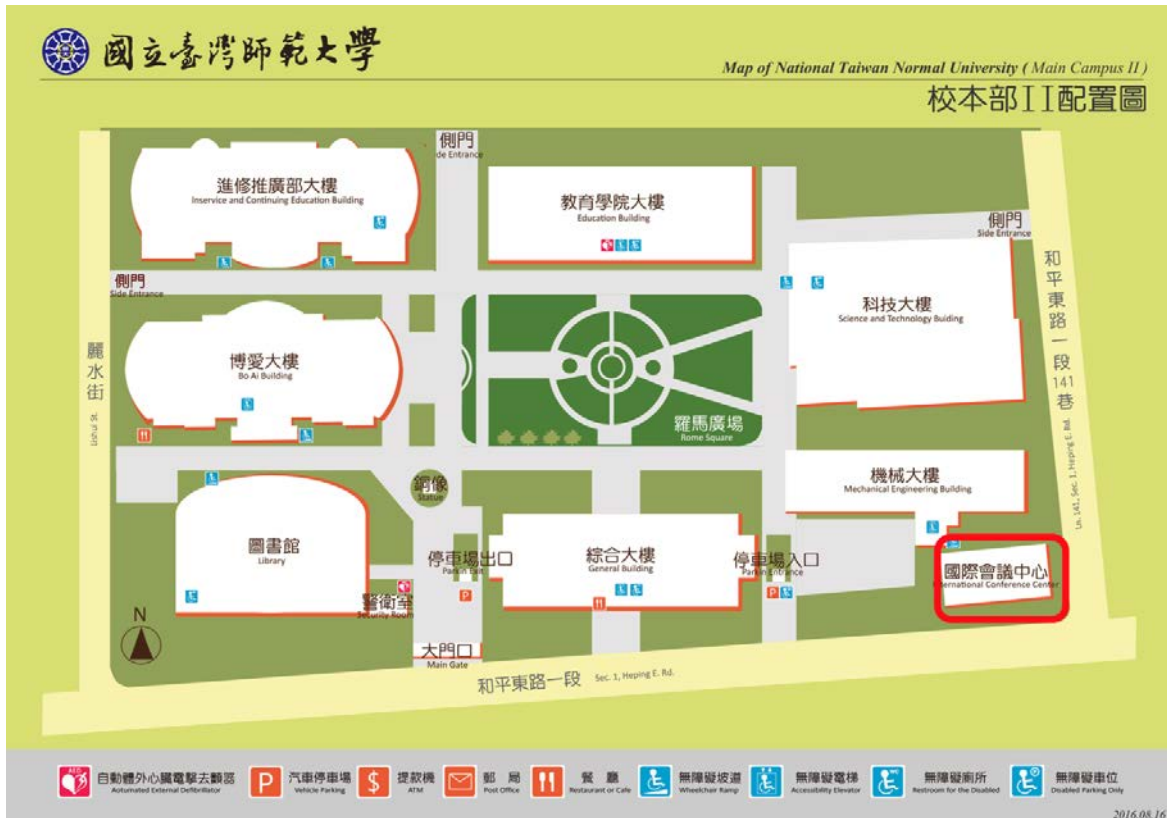 國立臺灣師範大學
Map of National Taiwan Normal University ( Main Campus II )
校本部II配置圖
側門
de Entrance
進修推廣部大樓
Inservice and Continuing Education Building
教育學院大樓
Education Building
側門
Side Entrance
側門
Side Entrance
科技大樓
Science and Technology Buiding
和平東路一段141巷
Ln. 141, Sec. 1, Heping E. Rd.
麗水街
Lishui St.
博愛大樓
Bo Ai Building
羅馬廣場
Rome Square
銅像
Statue
機械大樓
Mechanical Engineering Building
圖書館
Library
停車場出口
Parkin Exit
綜合大樓
General Building
停車場入口
Parkin Entrance
國際會議中心
International Conference Center
警衛室
Security Room
P
P
N
大門口
Main Gate
和平東路一段 Sec. 1, Heping E. Rd.
AED
自動體外心臟電擊去顫器
Automated External Defibrillator
P
汽車停車場
Vehicle Parking
$
提款機
ATM
郵局
Post Office
餐廳
Restaurant or Cafe
無障礙坡道
Wheelchair Ramp
無障礙電梯
Accessibility Elevator
無障礙廁所
Restroom for the Disabled
無障礙車位
Disabled Parking Only
2016.08.16